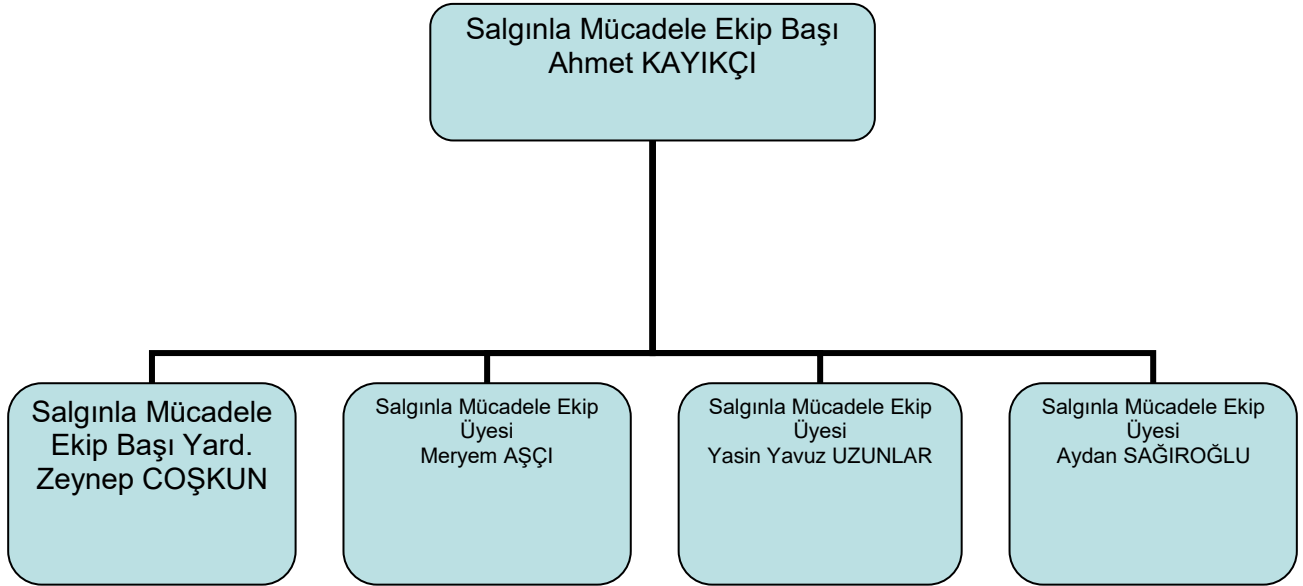 Salgınla Mücadele Ekip Başı
Ahmet KAYIKÇI
Salgınla Mücadele
Ekip Başı Yard.
Zeynep COŞKUN
Salgınla Mücadele Ekip
Üyesi
Meryem AŞÇI
Salgınla Mücadele Ekip
Üyesi
Yasin Yavuz UZUNLAR
Salgınla Mücadele Ekip
Üyesi
Aydan SAĞIROĞLU